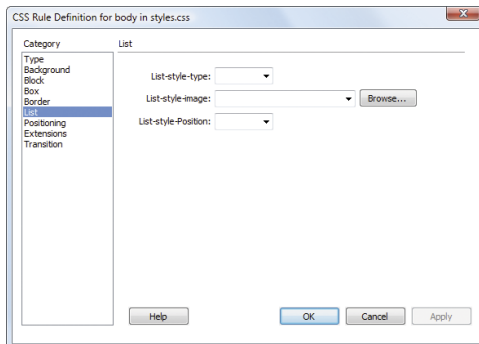 CSS Rule Definition for body in styles.css
Category
List
Type
Background
Block
Box
Border
List
Positioning
Extensions
Transition
List-style-type:
List-style-image:
Browse...
List-style-Position:
Help
OK
Cancel
Apply